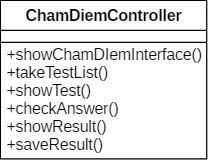 ChamDiemController
+showChamDIemInterface()
+takeTestList()
+showTest()
+checkAnswer()
+showResult()
+saveResult()